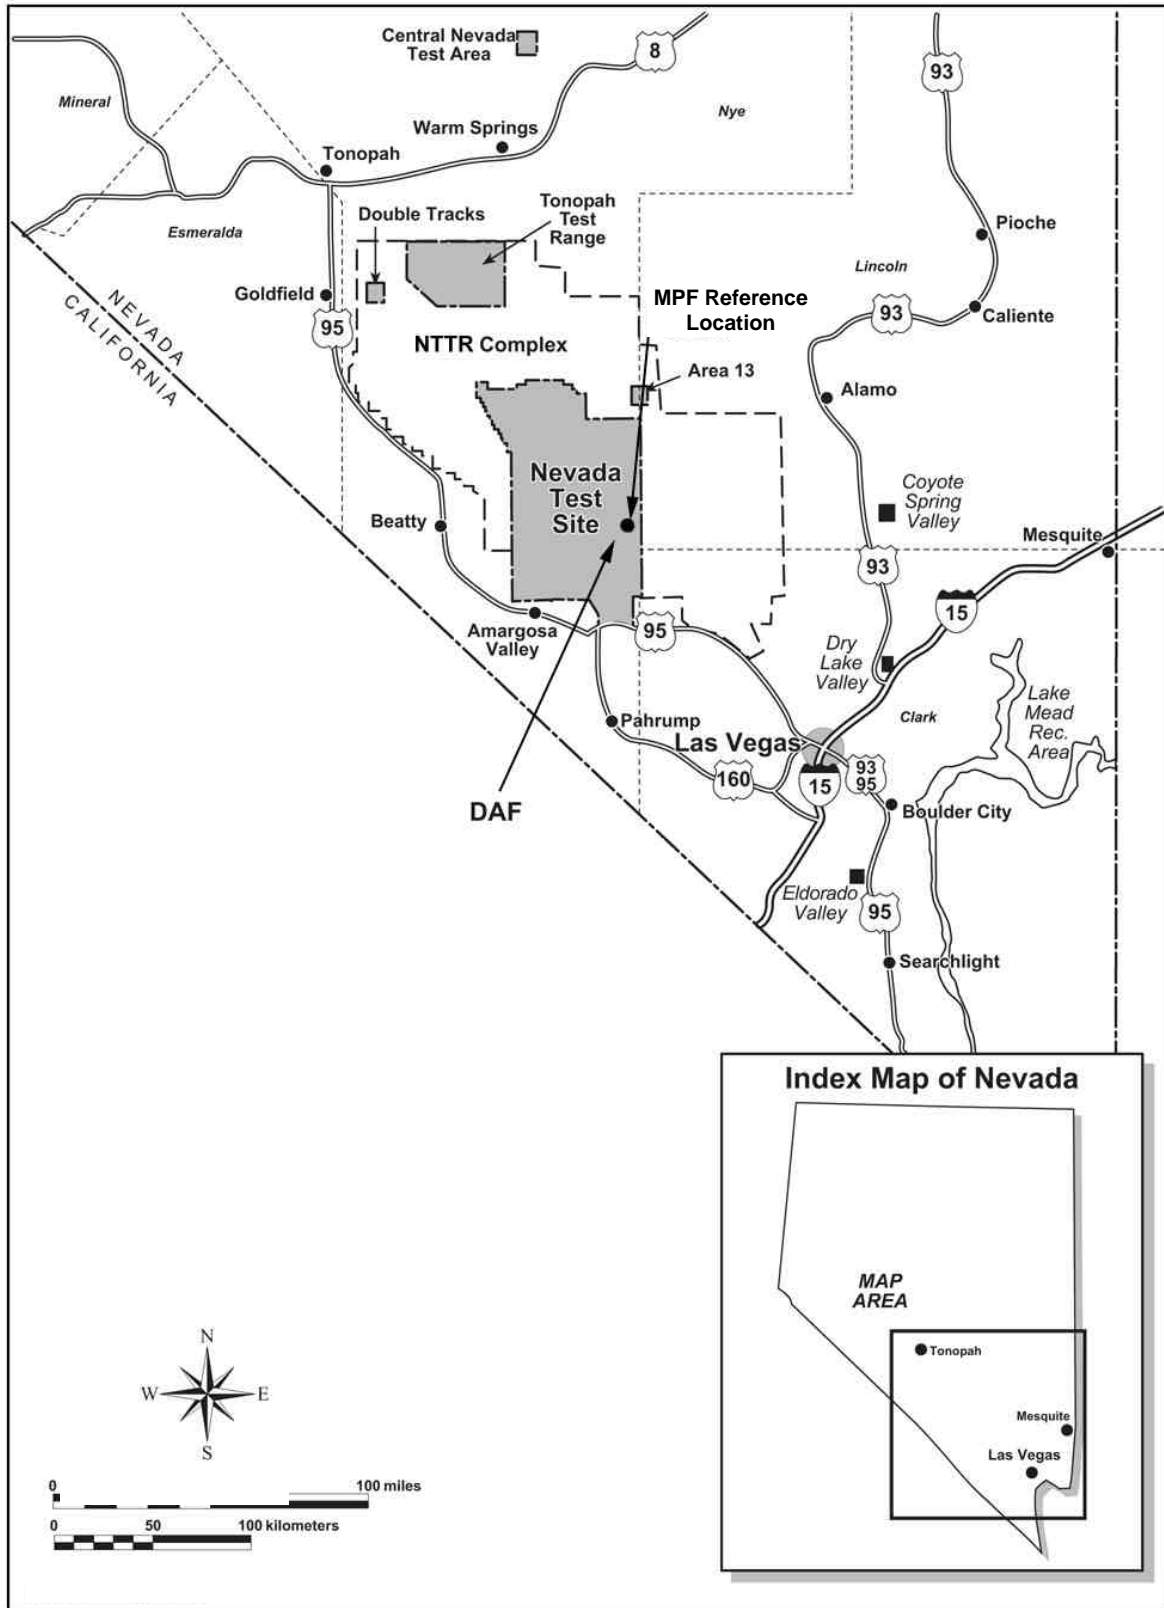 Central Nevada
Test Area
8
93
Mineral
Nye
Warm Springs
Tonopah
Tonopah
Test
Range
Double Tracks
Esmeralda
Pioche
Lincoln
Goldfield
MPF Reference
Location
95
93
Caliente
NEVADA
CALIFORNIA
NTTR Complex
Area 13
Alamo
Nevada
Test
Site
Coyote
Spring
Valley
Beatty
Mesquite
93
15
Amargosa
Valley
95
Dry
Lake
Valley
Lake
Mead
Rec.
Area
Clark
Pahrump
Las Vegas
160
15
93
95
DAF
Boulder City
Eldorado
Valley
95
Searchlight
Index Map of Nevada
MAP
AREA
Tonopah
Mesquite
Las Vegas
N
W E
S
0 100 miles
0 50 100 kilometers